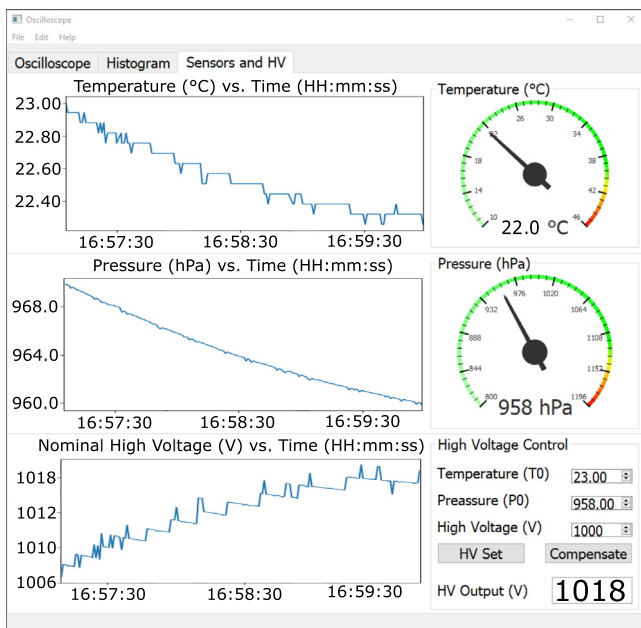 Oscilloscope
File Edit Help
Oscilloscope Histogram Sensors and HV
Temperature (°C) vs. Time (HH:mm:ss)
23.00
22.80
22.60
22.40
16:57:30 16:58:30 16:59:30
Temperature (°C)
10 14 18 22 26 30 34 38 42 46
22.0 °C
Pressure (hPa) vs. Time (HH:mm:ss)
968.0
964.0
960.0
16:57:30 16:58:30 16:59:30
Pressure (hPa)
800 844 888 932 976 1020 1064 1108 1152 1196
958 hPa
Nominal High Voltage (V) vs. Time (HH:mm:ss)
1018
1012
1010
1006
16:57:30 16:58:30 16:59:30
High Voltage Control
Temperature (T0) 23.00
Preassure (P0) 958.00
High Voltage (V) 1000
HV Set Compensate
HV Output (V) 1018